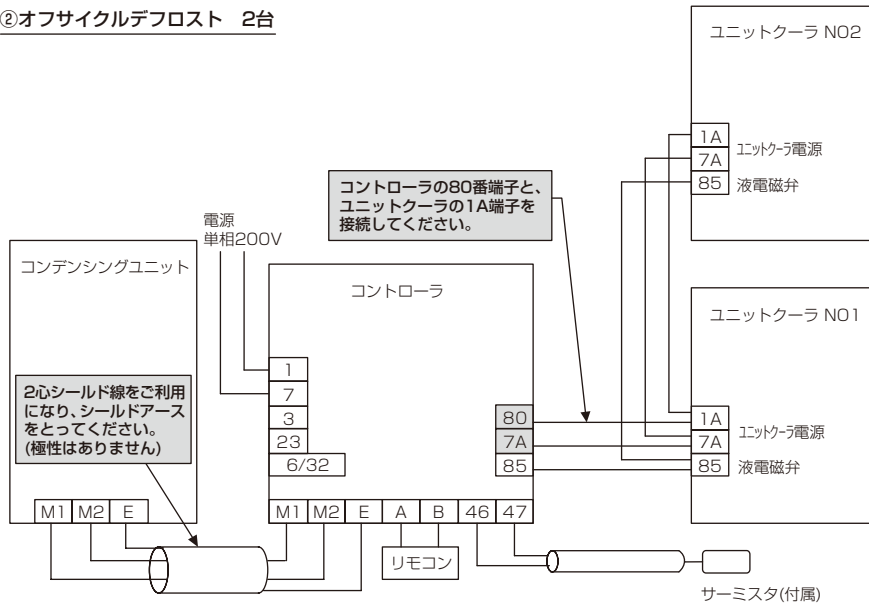 ②オフサイクルデフロスト 2台
ユニットクーラ NO2
1A
7A
85
ユニットクーラ電源
液電磁弁
コントローラの80番端子と、
ユニットクーラの1A端子を
接続してください。
電源
単相200V
コンデンシングユニット
コントローラ
ユニットクーラ NO1
2心シールド線をご利用
になり、シールドアース
をとってください。
(極性はありません)
1
7
3
23
6/32
80
7A
85
1A
7A
85
ユニットクーラ電源
液電磁弁
M1 M2 E
M1 M2 E A B 46 47
リモコン
サーミスタ(付属)